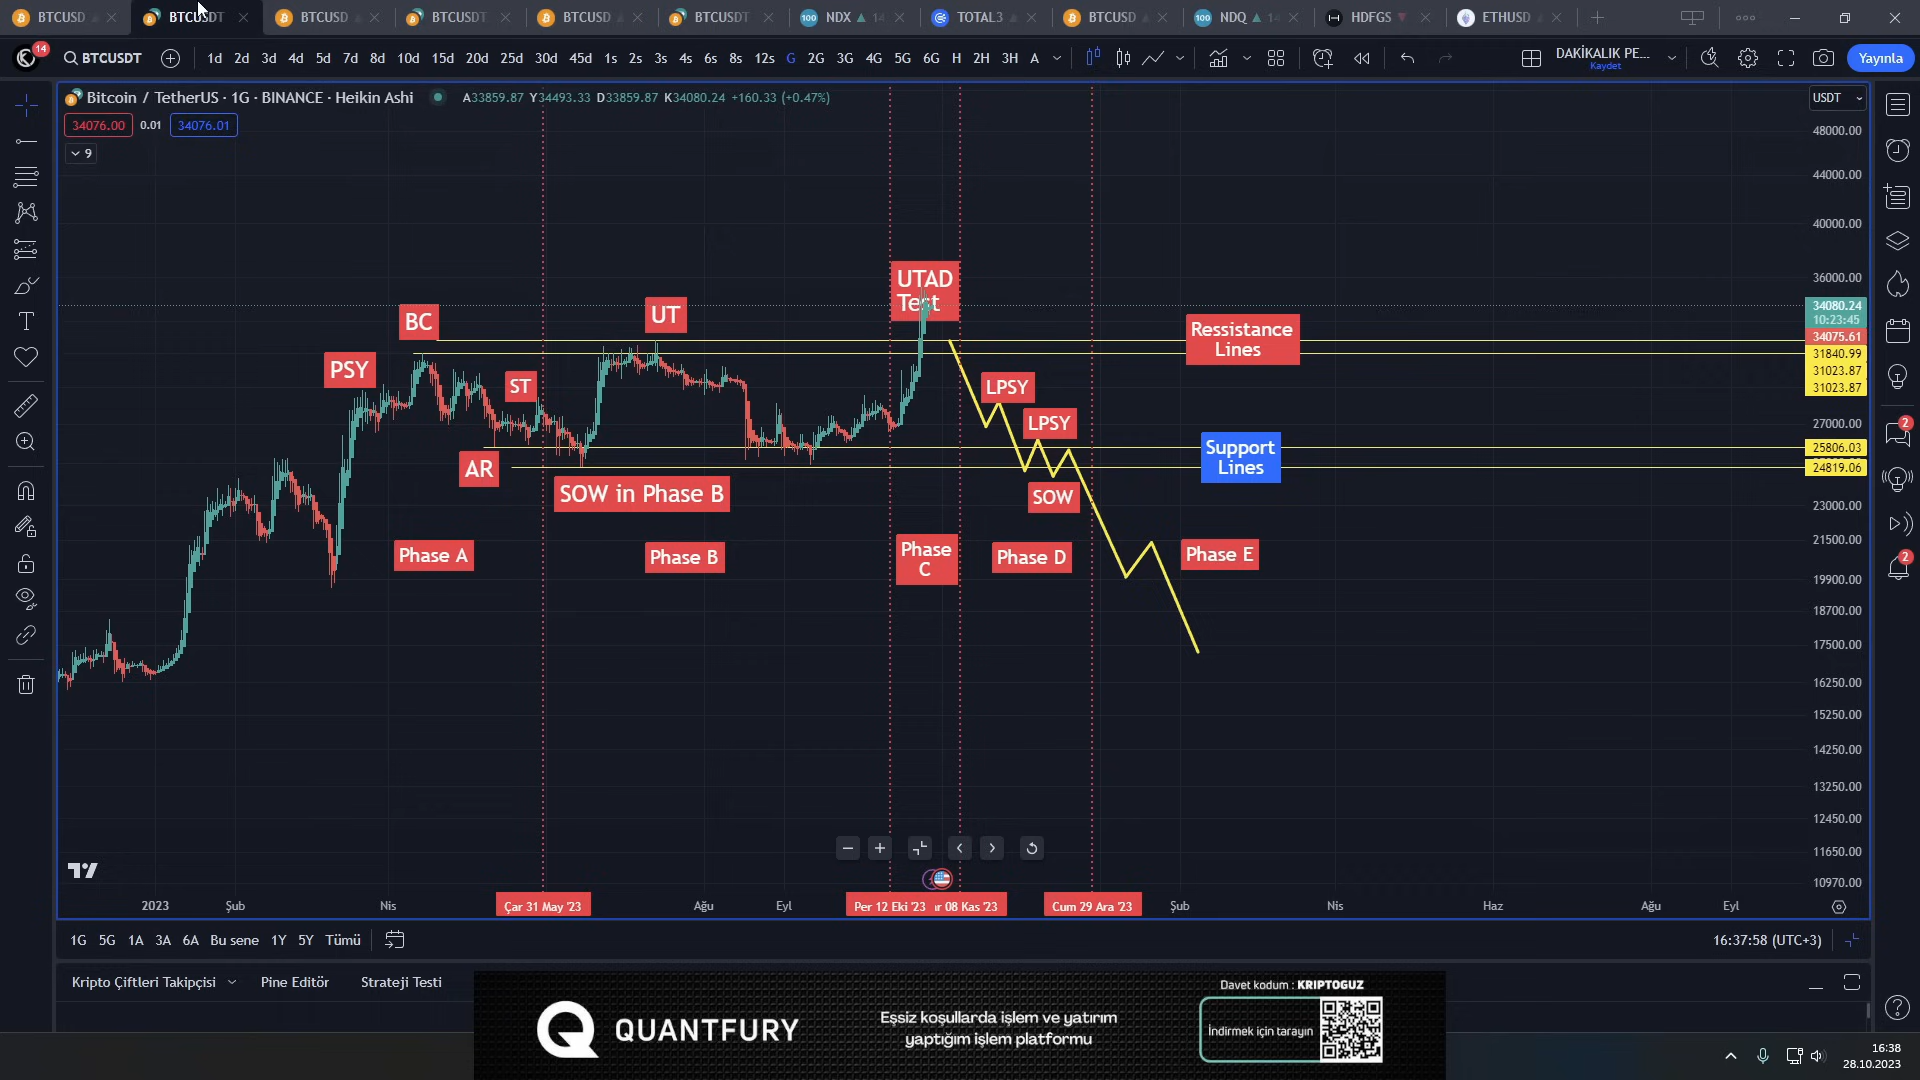 BTCUSD
BTCUSDT
BTCUSD
BTCUSDT
BTCUSD
BTCUSDT
NDX
TOTAL3
BTCUSD
NDQ
HDFGS
ETHUSD
14
BTCUSDT
1d 2d 3d 4d 5d 7d 8d 10d 15d 20d 25d 30d 45d 1s 2s 3s 4s 6s 8s 12s G 2G 3G 4G 5G 6G H 2H 3H A
DAKİKALIK PE...
Kaydet
Yayınla
Bitcoin / TetherUS · 1G · BINANCE · Heikin Ashi
A33859.87 Y34493.33 D33859.87 K34080.24 +160.33 (+0.47%)
USDT
34076.00 0.01 34076.01
9
48000.00
44000.00
40000.00
36000.00
34080.24
10:23:45
34075.61
31840.99
31023.87
31023.87
27000.00
25806.03
24819.06
23000.00
21500.00
19900.00
18700.00
17500.00
16250.00
15250.00
14250.00
13250.00
12450.00
11650.00
10970.00
UTAD
Test
BC
UT
Ressistance
Lines
PSY
ST
LPSY
LPSY
Support
Lines
AR
SOW in Phase B
SOW
Phase A
Phase B
Phase
C
Phase D
Phase E
2
2
2023 Şub Nis Çar 31 May '23 Ağu Eyl Per 12 Eki '23 ır 08 Kas '23 Cum 29 Ara '23 Şub Nis Haz Ağu Eyl
1G 5G 1A 3A 6A Bu sene 1Y 5Y Tümü
16:37:58 (UTC+3)
Kripto Çiftleri Takipçisi Pine Editör Strateji Testi
Davet kodum : KRIPTOGUZ
QUANTFURY
Eşsiz koşullarda işlem ve yatırım
yaptığım işlem platformu
İndirmek için tarayın
16:38
28.10.2023